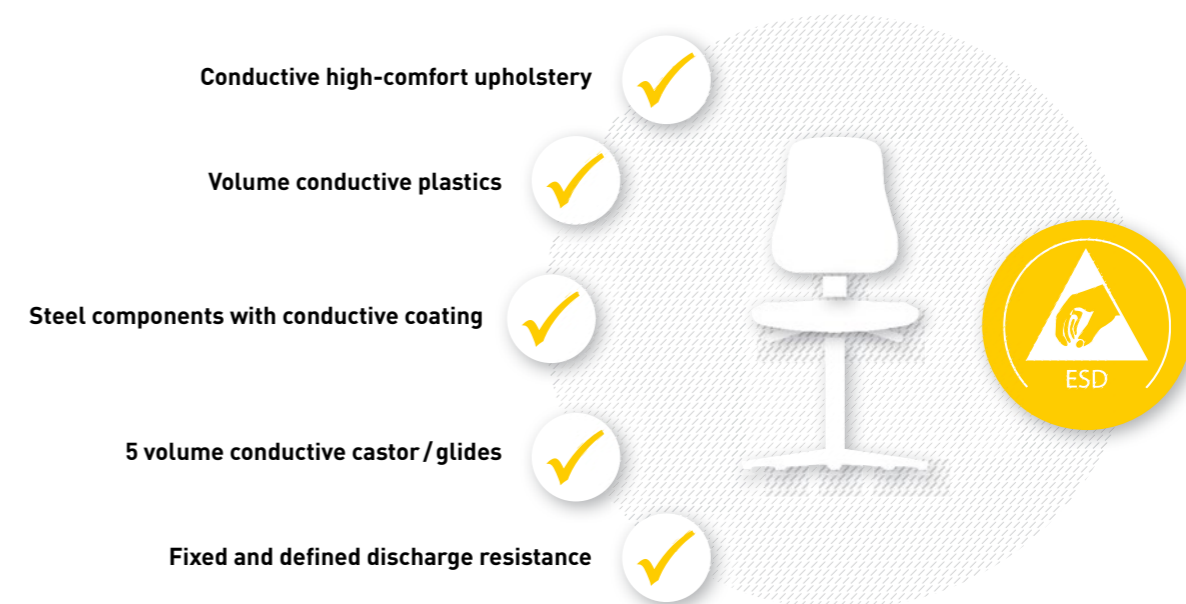 Conductive high-comfort upholstery
Volume conductive plastics
Steel components with conductive coating
ESD
5 volume conductive castor / glides
Fixed and defined discharge resistance